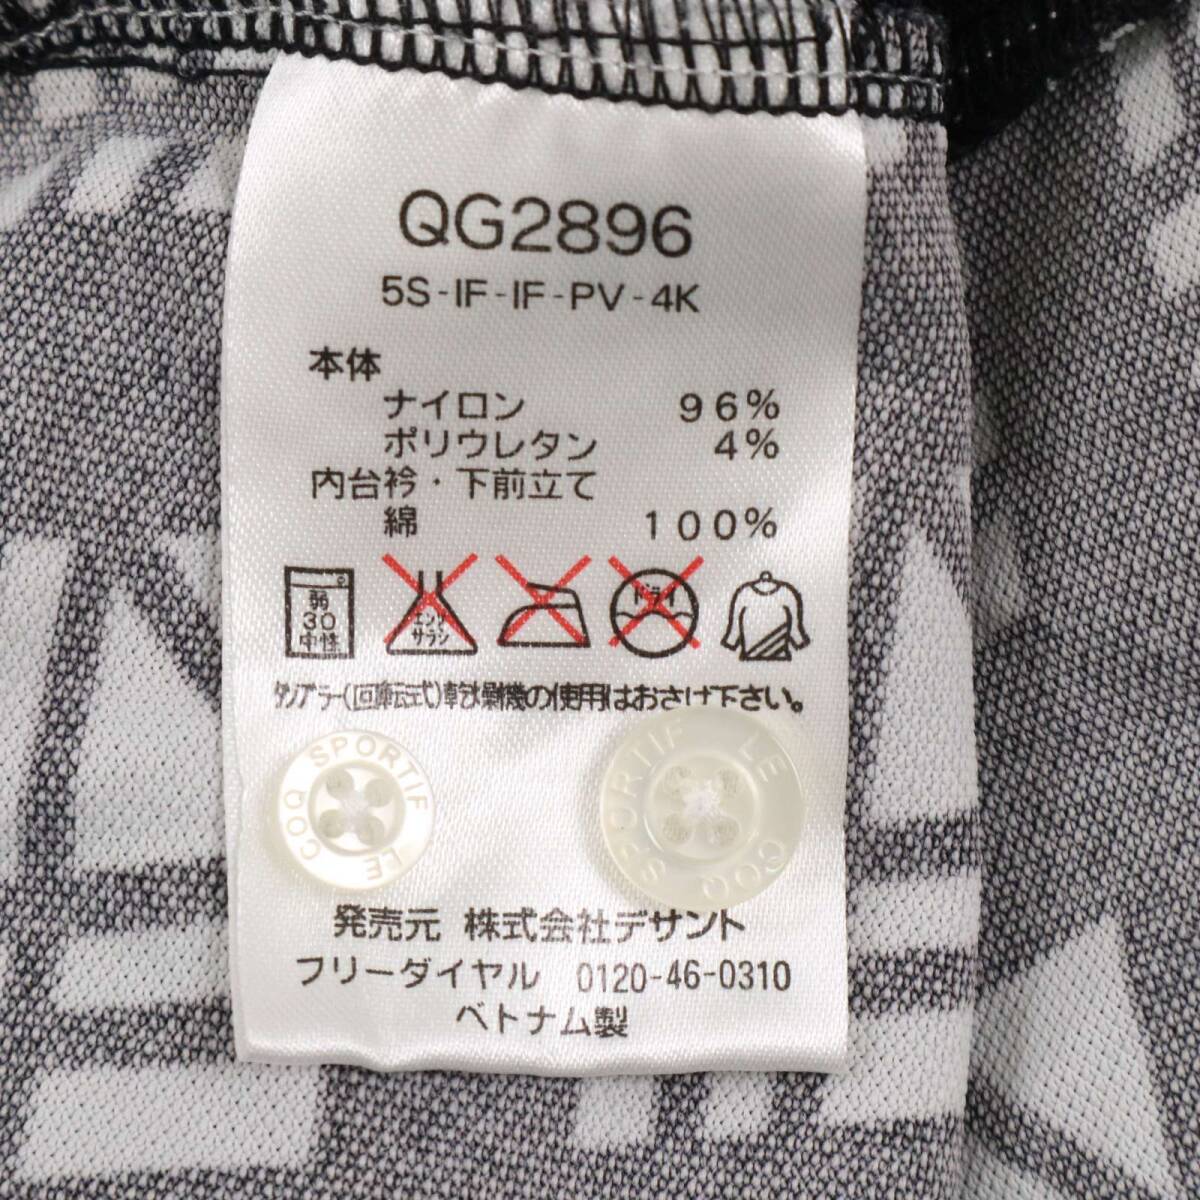 QG2896
5S-IF-IF-PV-4K
本体
ナイロン 96%
ポリウレタン 4%
内台衿・下前立て
綿 100%
弱
30
中性
エンソ
サラシ
ドライ
タンブラー(回転式)乾燥機の使用はおさけ下さい。
LE COQ SPORTIF
LE COQ SPORTIF
発売元 株式会社デサント
フリーダイヤル 0120-46-0310
ベトナム製